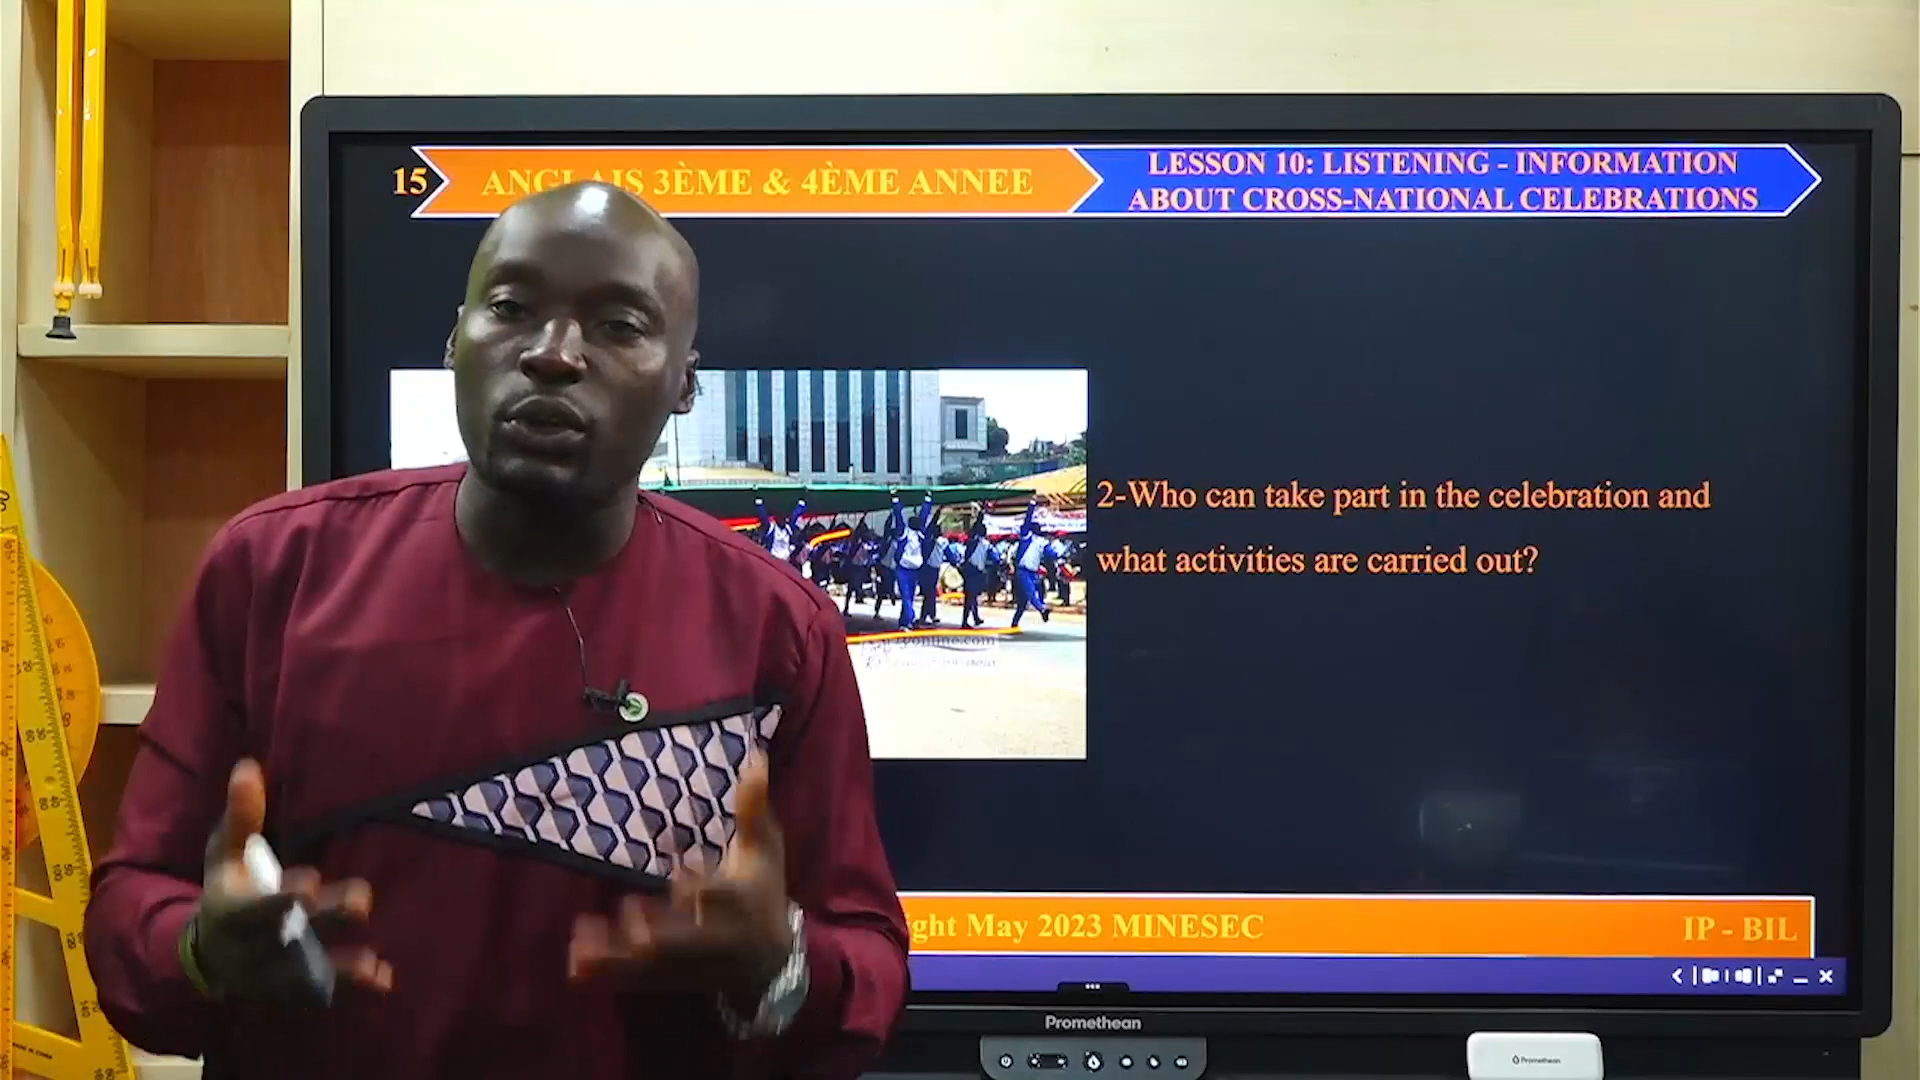 15
ANGLAIS 3ÈME & 4ÈME ANNEE
LESSON 10: LISTENING - INFORMATION
ABOUT CROSS-NATIONAL CELEBRATIONS
2-Who can take part in the celebration and
what activities are carried out?
May 2023 MINESEC
IP - BIL
Promethean
Promethean